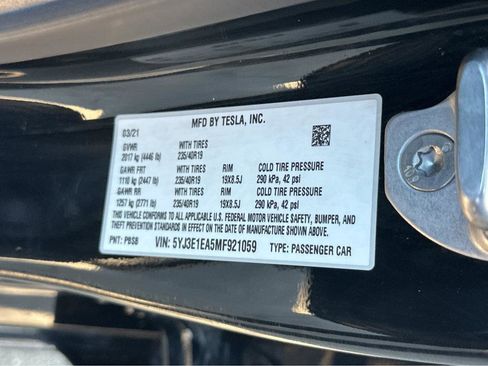 MFD BY TESLA, INC.
03/21
GVWR WITH TIRES
2017 kg (4446 lb) 235/40R19
GAWR FRT WITH TIRES RIM COLD TIRE PRESSURE
1110 kg (2447 lb) 235/40R19 19X8.5J 290 kPa, 42 psi
GAWR RR WITH TIRES RIM COLD TIRE PRESSURE
1257 kg (2771 lb) 235/40R19 19X8.5J 290 kPa, 42 psi
THIS VEHICLE CONFORMS TO ALL APPLICABLE U.S. FEDERAL MOTOR VEHICLE SAFETY, BUMPER, AND
THEFT PREVENTION STANDARDS IN EFFECT ON THE DATE OF MANUFACTURE SHOWN ABOVE.
PNT: PBSB VIN: 5YJ3E1EA5MF921059 TYPE: PASSENGER CAR